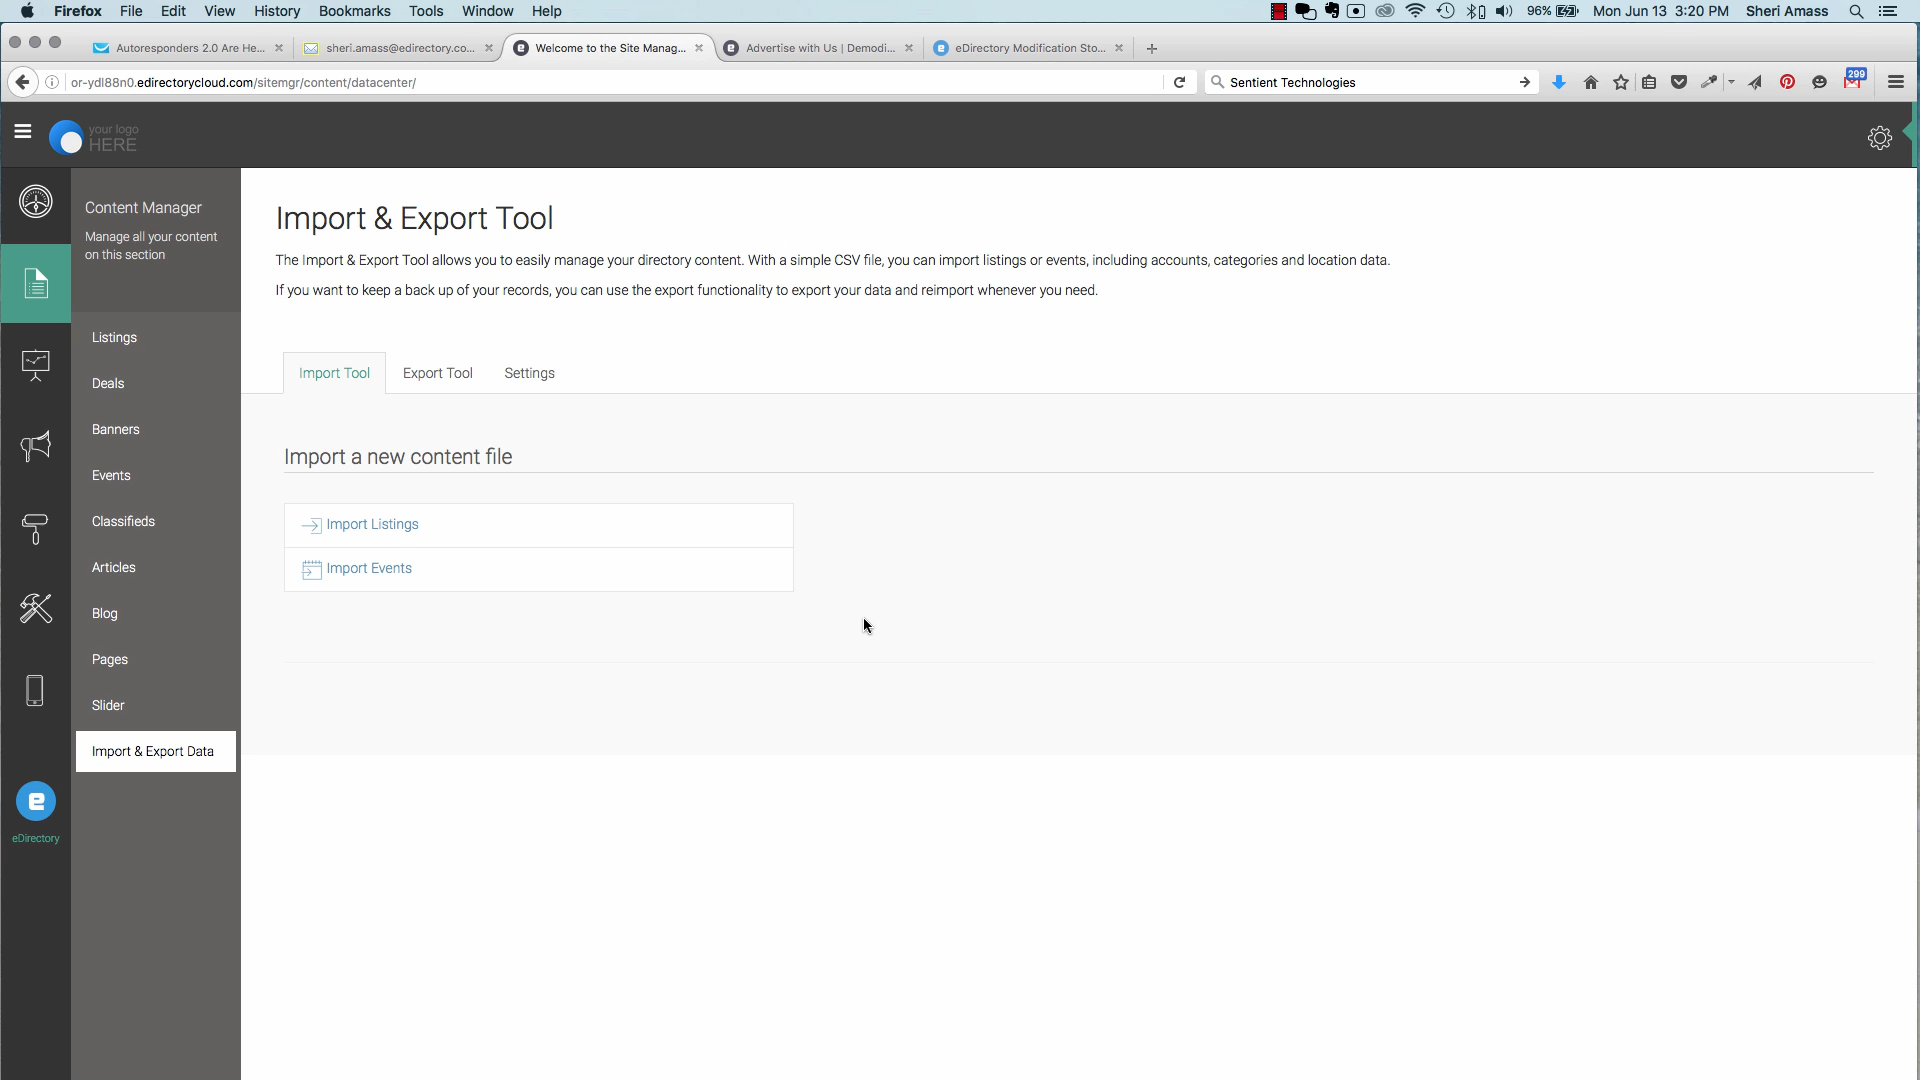 Firefox File Edit View History Bookmarks Tools Window Help 96% Mon Jun 13 3:20 PM Sheri Amass
Autoresponders 2.0 Are He... sheri.amass@edirectory.co... Welcome to the Site Manag... Advertise with Us | Demodi... eDirectory Modification Sto...
or-ydl88n0.edirectorycloud.com/sitemgr/content/datacenter/ Sentient Technologies 299
your logo
HERE
Content Manager
Manage all your content
on this section
Listings
Deals
Banners
Events
Classifieds
Articles
Blog
Pages
Slider
Import & Export Data
eDirectory
Import & Export Tool
The Import & Export Tool allows you to easily manage your directory content. With a simple CSV file, you can import listings or events, including accounts, categories and location data.
If you want to keep a back up of your records, you can use the export functionality to export your data and reimport whenever you need.
Import Tool Export Tool Settings
Import a new content file
Import Listings
Import Events